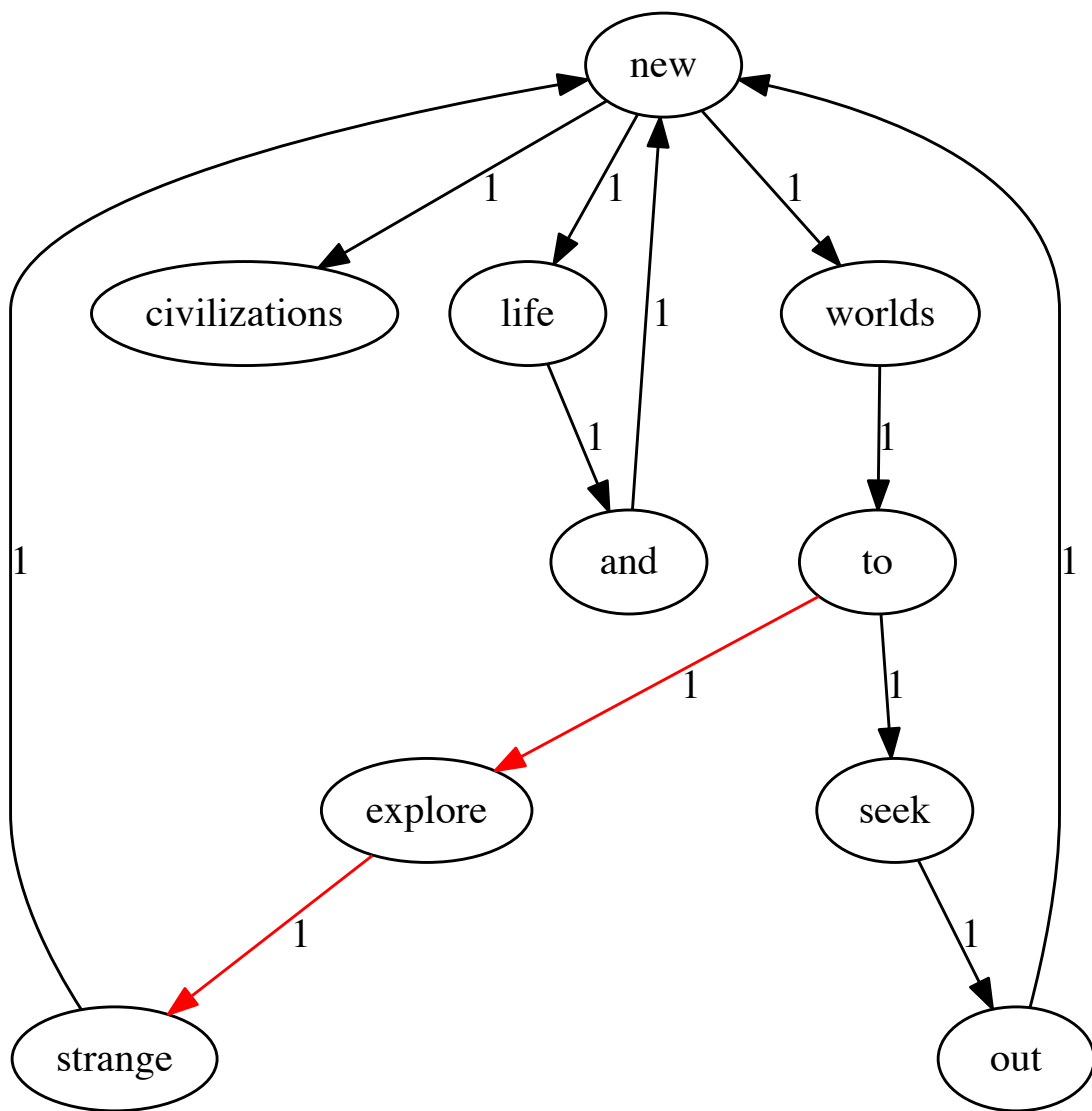 new
1 1 1
civilizations life worlds
1
1 1
and to
1 1
1 1
explore seek
1 1
strange out